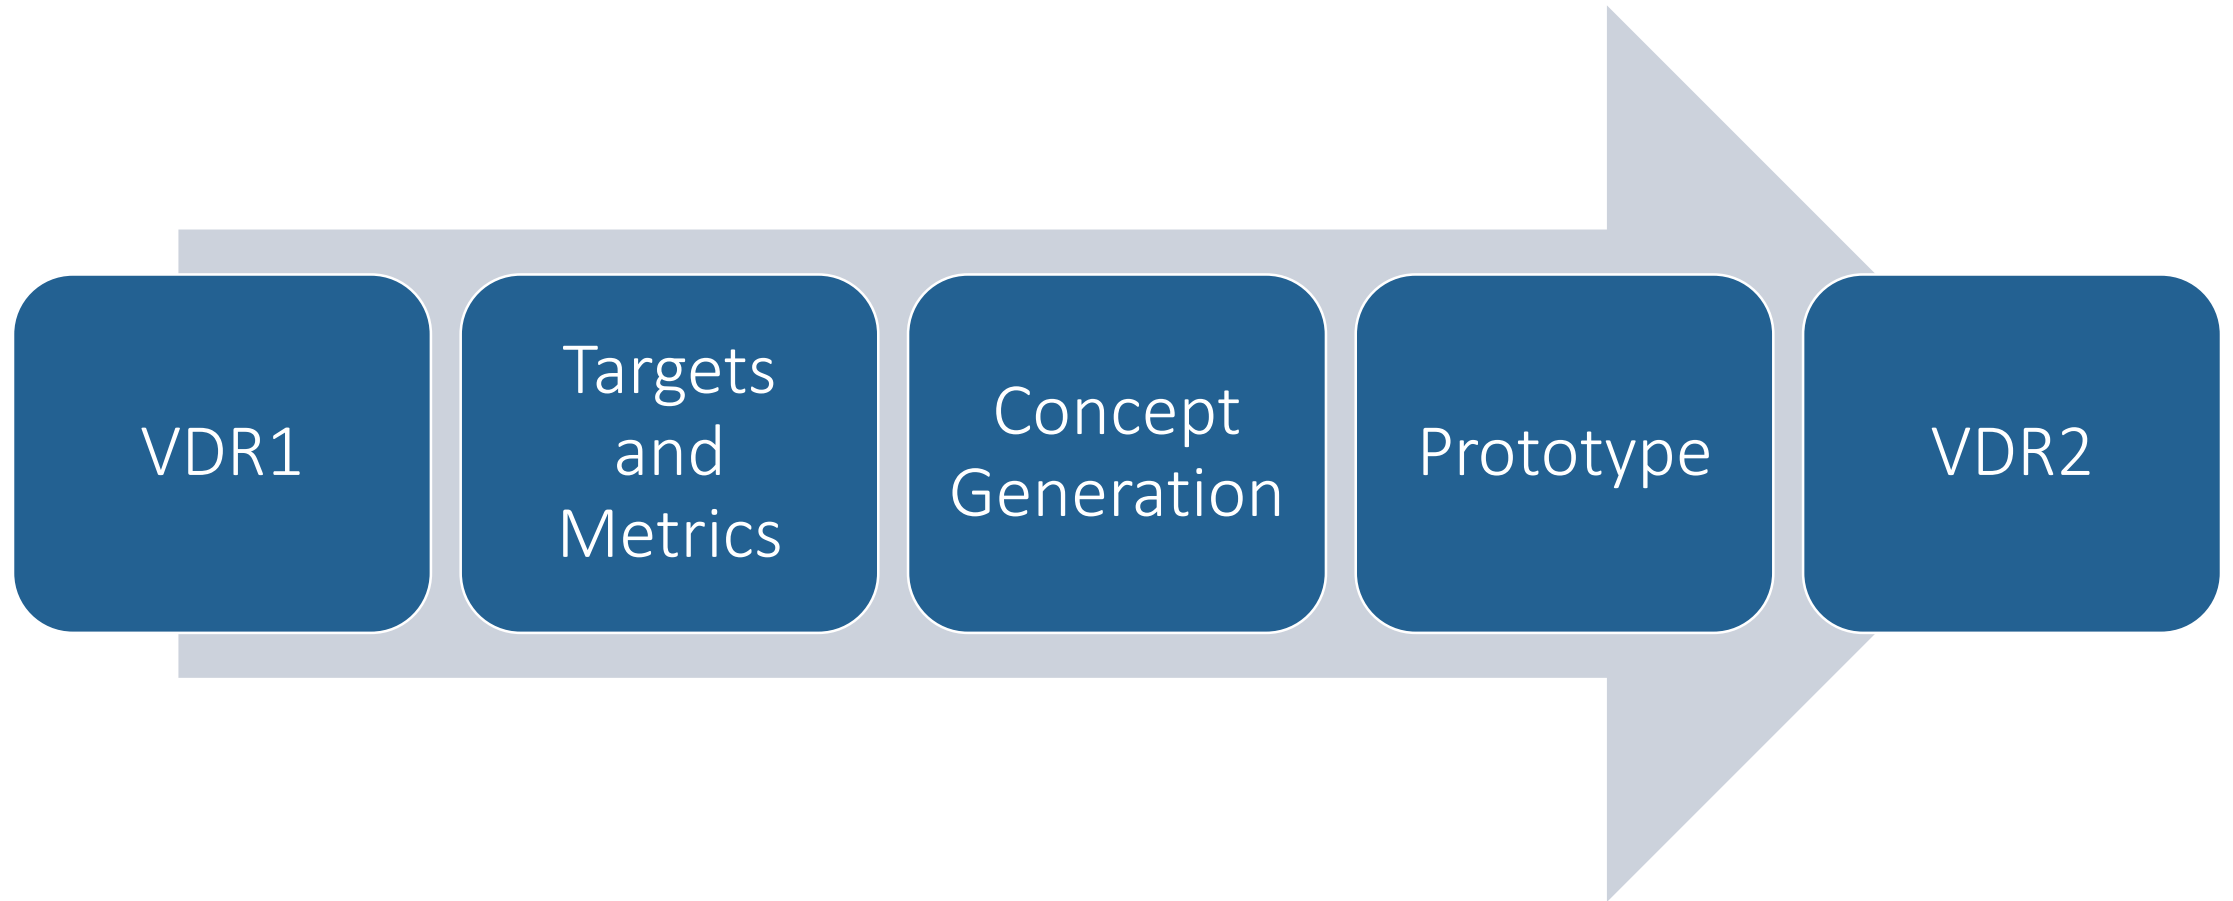 VDR1
Targets
and
Metrics
Concept
Generation
Prototype
VDR2